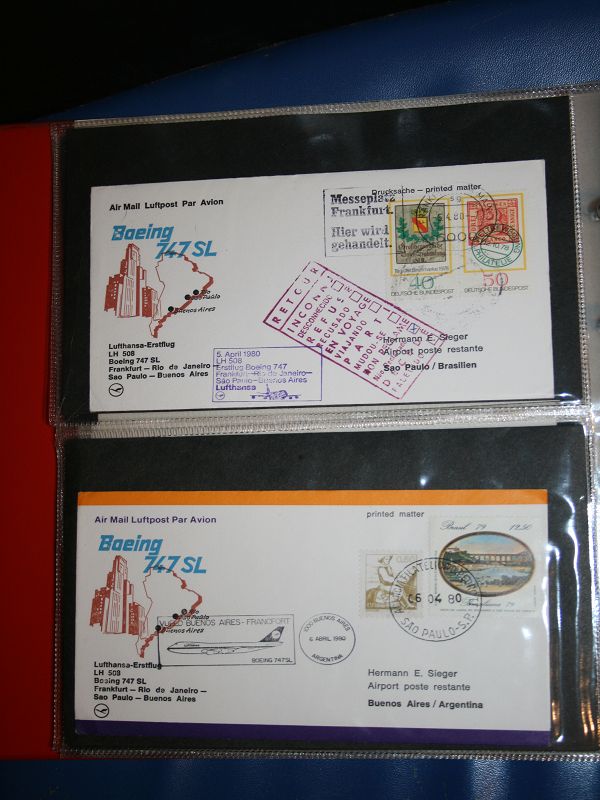 Air Mail Luftpost Par Avion
Drucksache – printed matter
Boeing
747 SL
Rio
Sao Paulo
Buenos Aires
Messeplatz
Frankfurt.
Hier wird
gehandelt.
40
DEUTSCHE BUNDESPOST
50
DEUTSCHE BUNDESPOST
RETOUR
INCONNU
DESCONHECIDO
REFUSÉ
RECUSADO
EN VOYAGE
VIAJANDO
PARTI
MUDOU-SE
NON RECLAMÉ
Lufthansa-Erstflug
LH 508
Boeing 747 SL
Frankfurt – Rio de Janeiro –
Sao Paulo – Buenos Aires
5. April 1980
LH 508
Erstflug Boeing 747
Frankfurt–Rio de Janeiro–
Sao Paulo–Buenos Aires
Lufthansa
Hermann E. Sieger
Airport poste restante
Sao Paulo / Brasilien
Air Mail Luftpost Par Avion
printed matter
Boeing
747 SL
Rio
Sao Paulo
Buenos Aires
Brasil 79 12,50
06 04 80
SAO PAULO-S.P.
VUELO BUENOS AIRES - FRANCFORT
BOEING 747SL
1000 BUENOS AIRES
6 ABRIL 1980
ARGENTINA
Lufthansa-Erstflug
LH 508
Boeing 747 SL
Frankfurt – Rio de Janeiro –
Sao Paulo – Buenos Aires
Hermann E. Sieger
Airport poste restante
Buenos Aires / Argentina